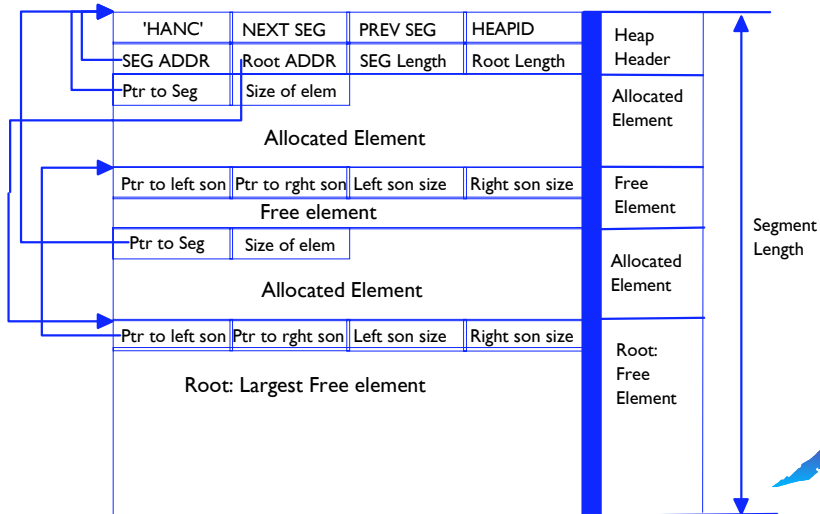 'HANC' NEXT SEG PREV SEG HEAPID
Heap
Header
SEG ADDR Root ADDR SEG Length Root Length
Ptr to Seg Size of elem
Allocated
Element
Allocated Element
Ptr to left son Ptr to rght son Left son size Right son size
Free
Element
Free element
Segment
Length
Ptr to Seg Size of elem
Allocated
Element
Allocated Element
Ptr to left son Ptr to rght son Left son size Right son size
Root:
Free
Element
Root: Largest Free element